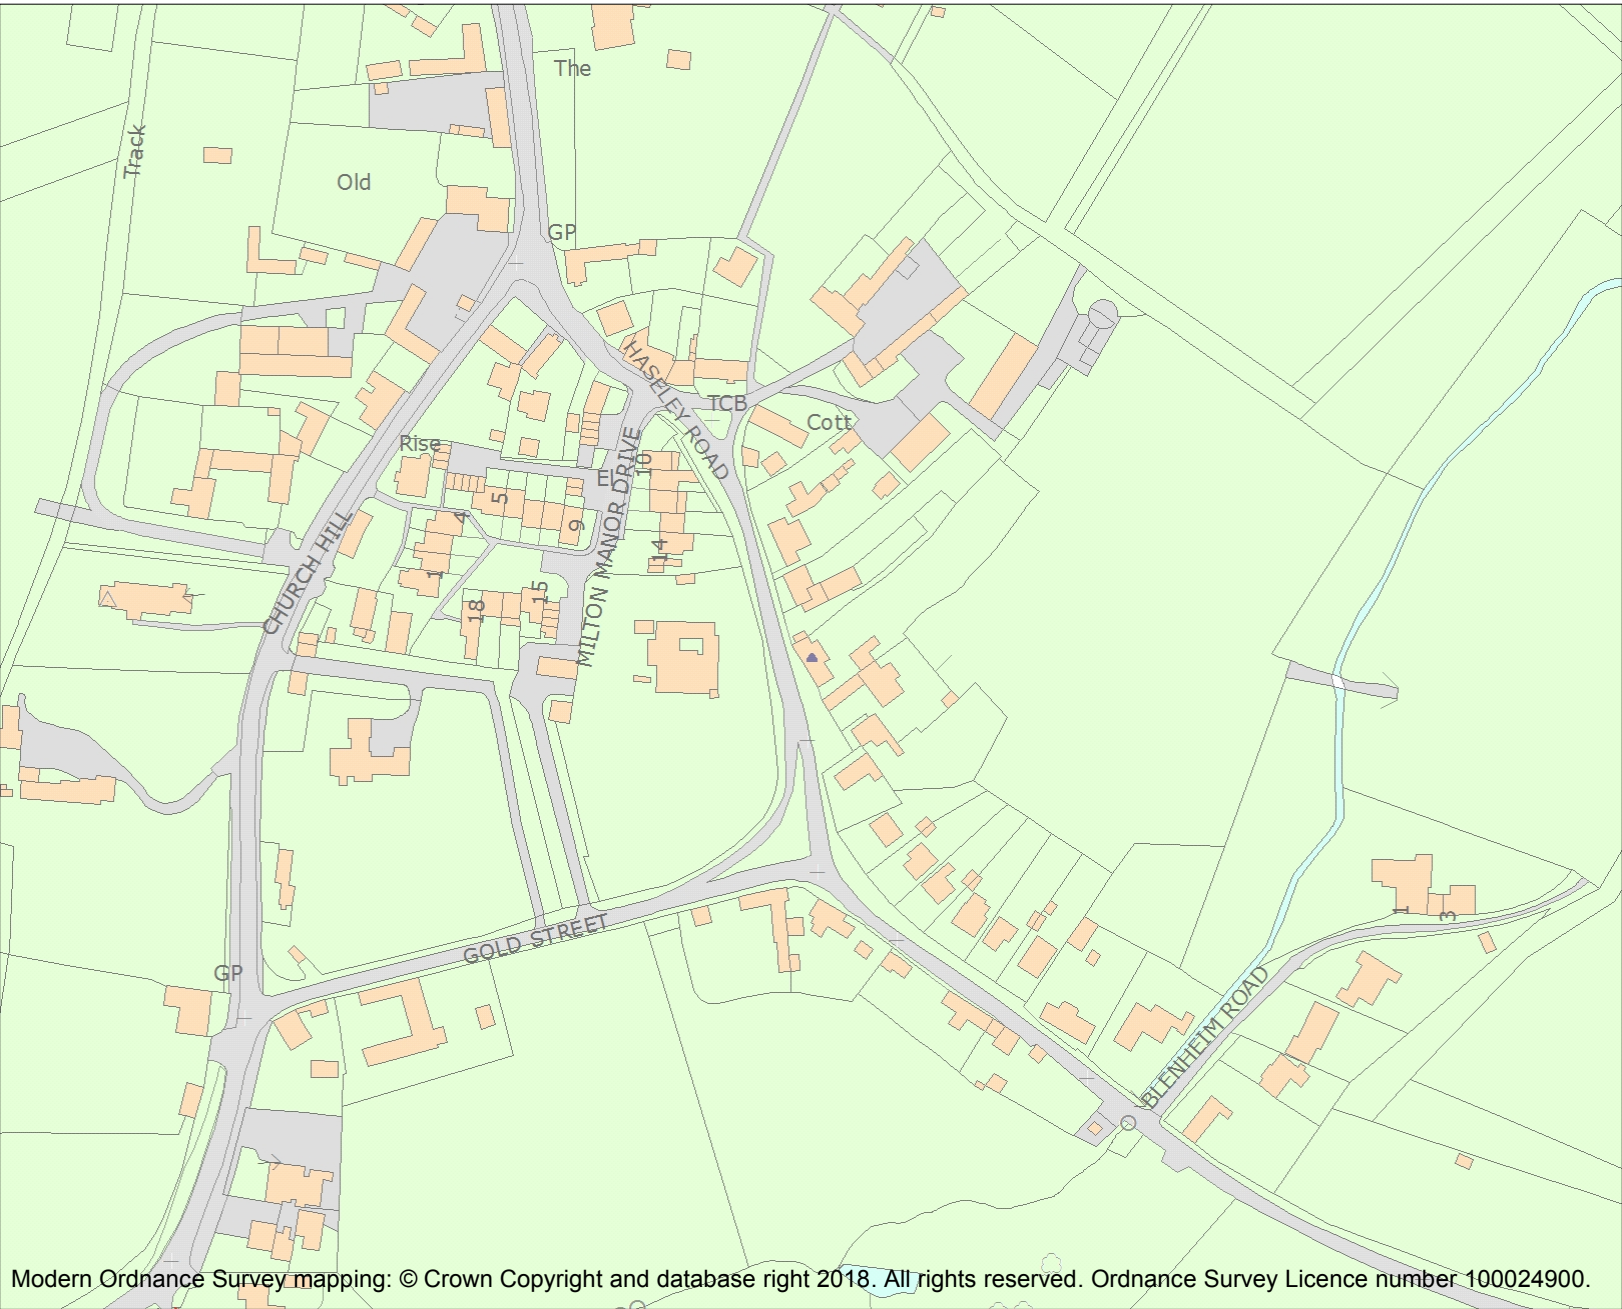 The
Track
Old
GP
HASELEY ROAD
TCB
Cott
Rise
El
10
5
4
9
MILTON MANOR DRIVE
CHURCH HILL
14
1
15
18
1
3
GOLD STREET
GP
BLENHEIM ROAD
Modern Ordnance Survey mapping: © Crown Copyright and database right 2018. All rights reserved. Ordnance Survey Licence number 100024900.